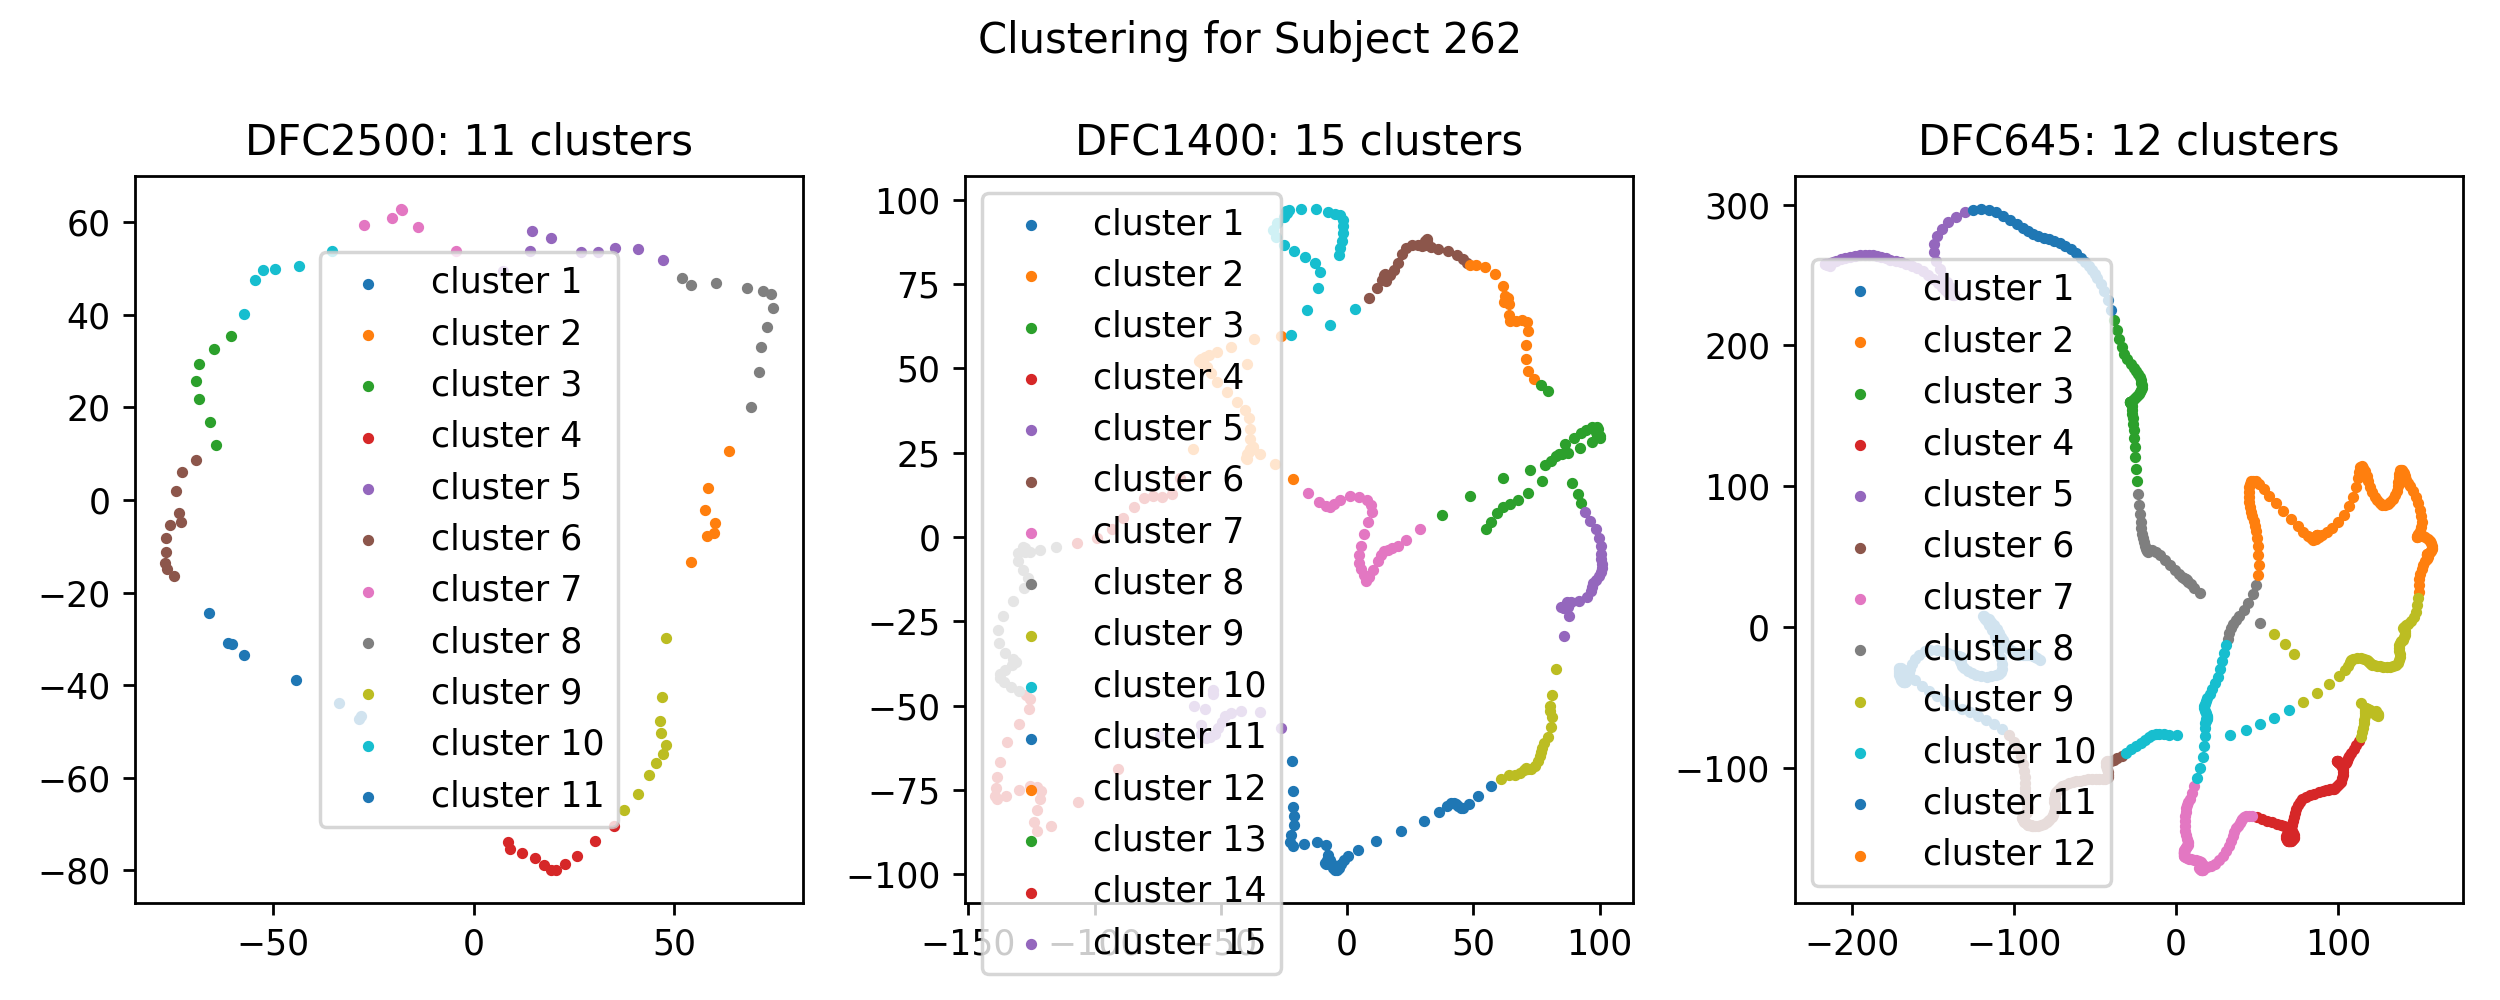 Clustering for Subject 262
DFC2500: 11 clusters
60
40
20
0
−20
−40
−60
−80
−50
0
50
cluster 1
cluster 2
cluster 3
cluster 4
cluster 5
cluster 6
cluster 7
cluster 8
cluster 9
cluster 10
cluster 11
DFC1400: 15 clusters
100
75
50
25
0
−25
−50
−75
−100
−150
−100
−50
0
50
100
cluster 1
cluster 2
cluster 3
cluster 4
cluster 5
cluster 6
cluster 7
cluster 8
cluster 9
cluster 10
cluster 11
cluster 12
cluster 13
cluster 14
cluster 15
DFC645: 12 clusters
300
200
100
0
−100
−200
−100
0
100
cluster 1
cluster 2
cluster 3
cluster 4
cluster 5
cluster 6
cluster 7
cluster 8
cluster 9
cluster 10
cluster 11
cluster 12